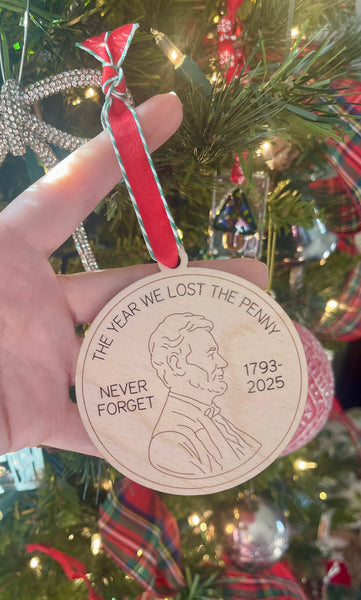 THE YEAR WE LOST THE PENNY
NEVER
FORGET
1793-
2025